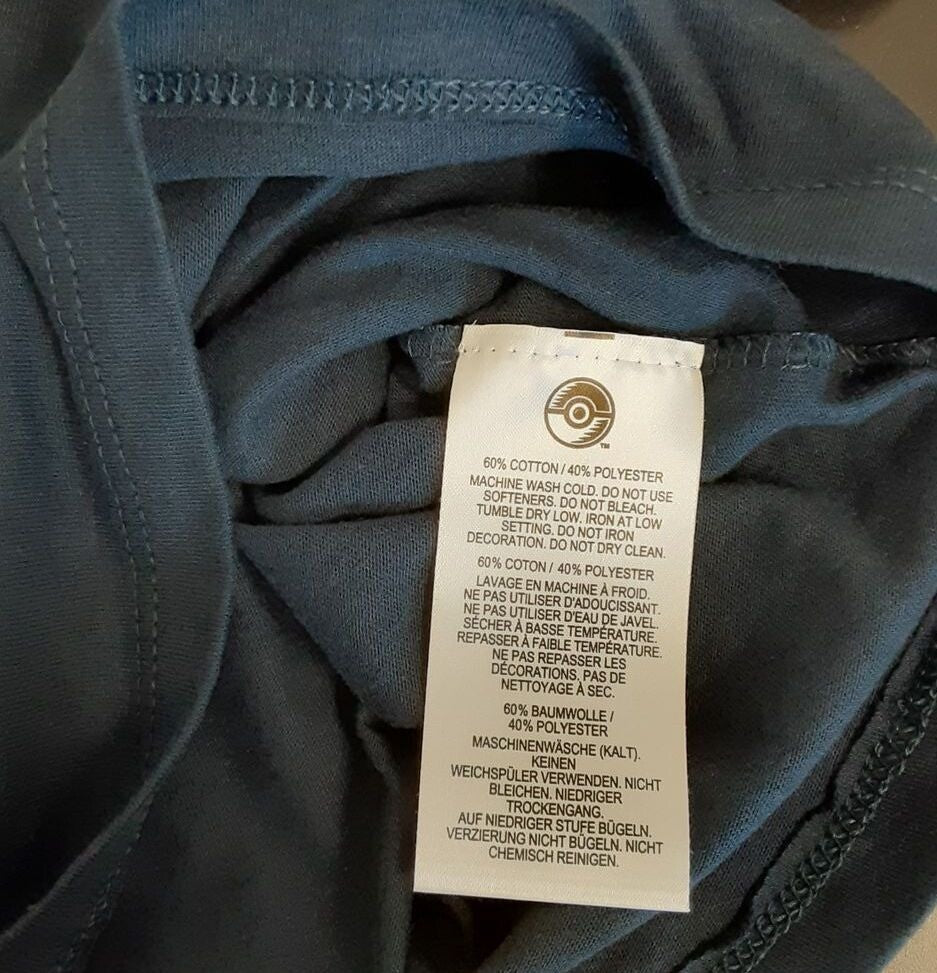 TM
60% COTTON / 40% POLYESTER
MACHINE WASH COLD. DO NOT USE
SOFTENERS. DO NOT BLEACH.
TUMBLE DRY LOW. IRON AT LOW
SETTING. DO NOT IRON
DECORATION. DO NOT DRY CLEAN.
60% COTON / 40% POLYESTER
LAVAGE EN MACHINE À FROID.
NE PAS UTILISER D'ADOUCISSANT.
NE PAS UTILISER D'EAU DE JAVEL.
SÉCHER À BASSE TEMPÉRATURE.
REPASSER À FAIBLE TEMPÉRATURE.
NE PAS REPASSER LES
DÉCORATIONS. PAS DE
NETTOYAGE À SEC.
60% BAUMWOLLE /
40% POLYESTER
MASCHINENWÄSCHE (KALT).
KEINEN
WEICHSPÜLER VERWENDEN. NICHT
BLEICHEN. NIEDRIGER
TROCKENGANG.
AUF NIEDRIGER STUFE BÜGELN.
VERZIERUNG NICHT BÜGELN. NICHT
CHEMISCH REINIGEN.